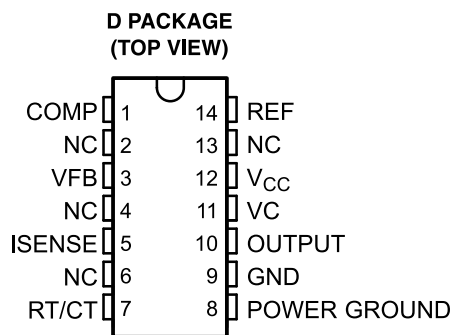 D PACKAGE
(TOP VIEW)
COMP 1 14 REF
NC 2 13 NC
VFB 3 12 VCC
NC 4 11 VC
ISENSE 5 10 OUTPUT
NC 6 9 GND
RT/CT 7 8 POWER GROUND